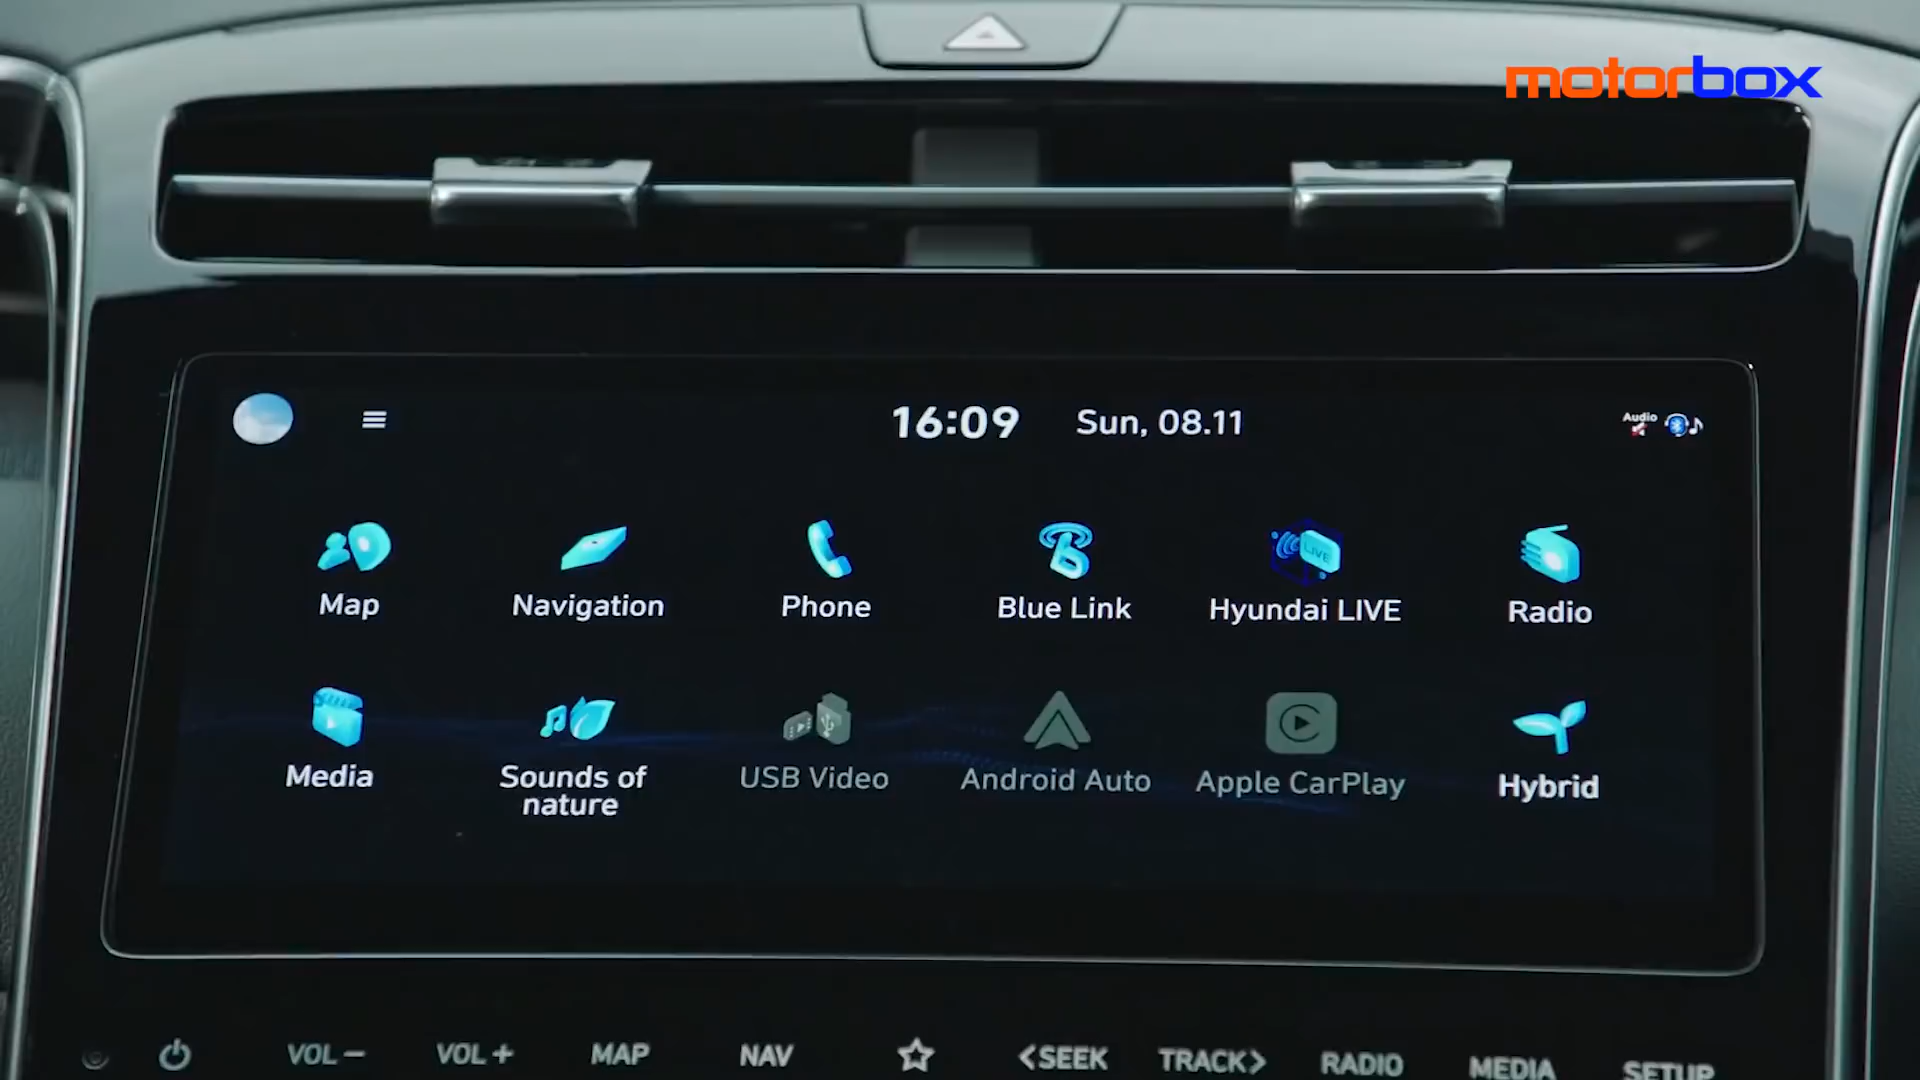 motorbox
16:09 Sun, 08.11
Audio
LIVE
Map Navigation Phone Blue Link Hyundai LIVE Radio
Media Sounds of nature USB Video Android Auto Apple CarPlay Hybrid
VOL – VOL + MAP NAV < SEEK TRACK > RADIO MEDIA SETUP